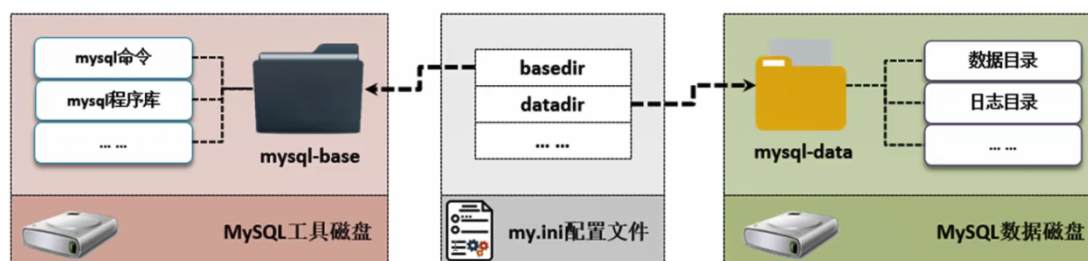 mysql命令
mysql程序库
... ...
mysql-base
MySQL工具磁盘
basedir
datadir
... ...
my.ini配置文件
mysql-data
数据目录
日志目录
... ...
MySQL数据磁盘